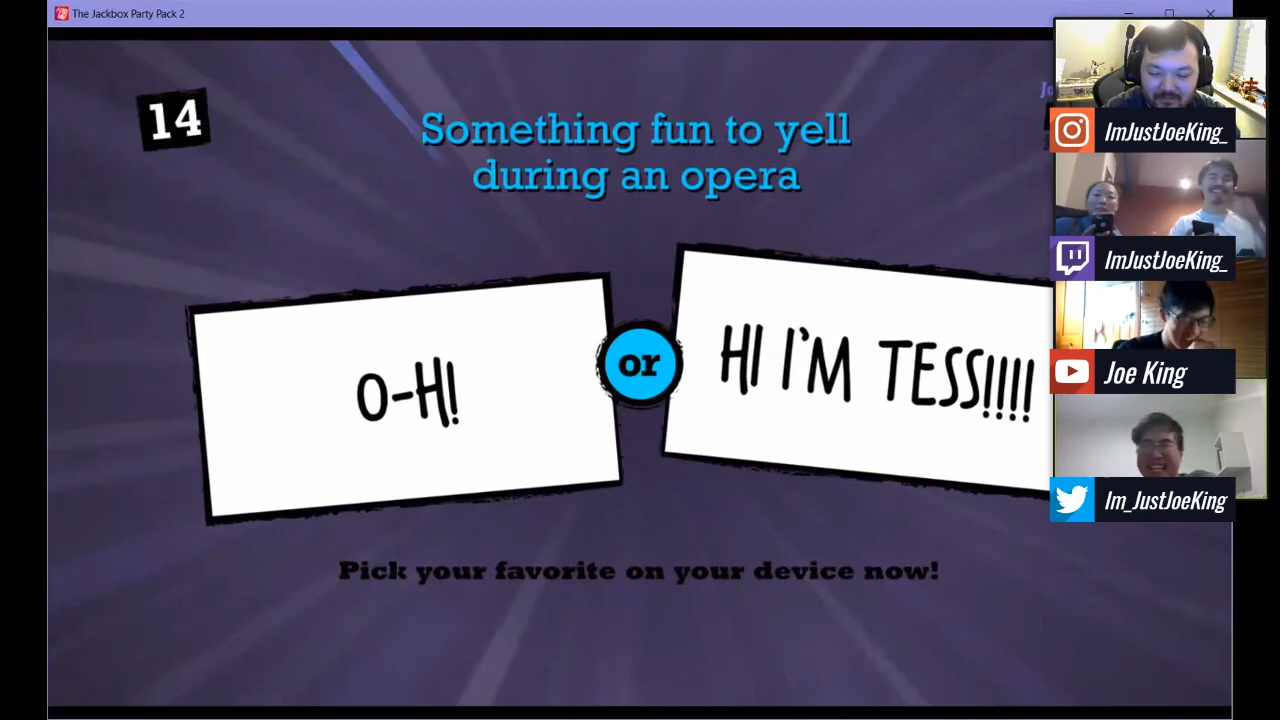 The Jackbox Party Pack 2
14
Something fun to yell
during an opera
O-H!
or
HI I'M TESS!!!!
Pick your favorite on your device now!
ImJustJoeKing_
ImJustJoeKing_
Joe King
Im_JustJoeKing